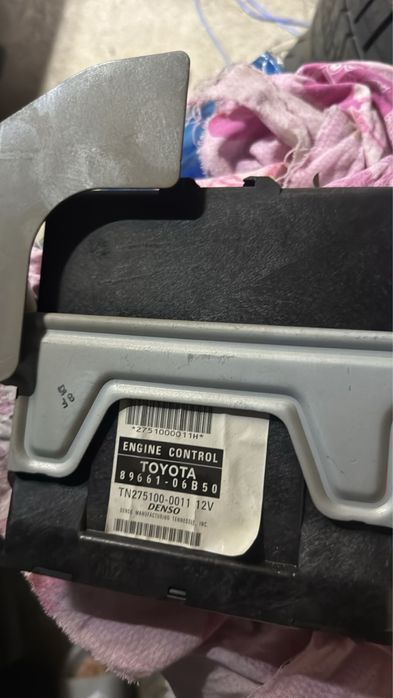 *2751000011H*
ENGINE CONTROL
TOYOTA
89661-06B50
TN275100-0011 12V
DENSO
DENSO MANUFACTURING TENNESSEE, INC.